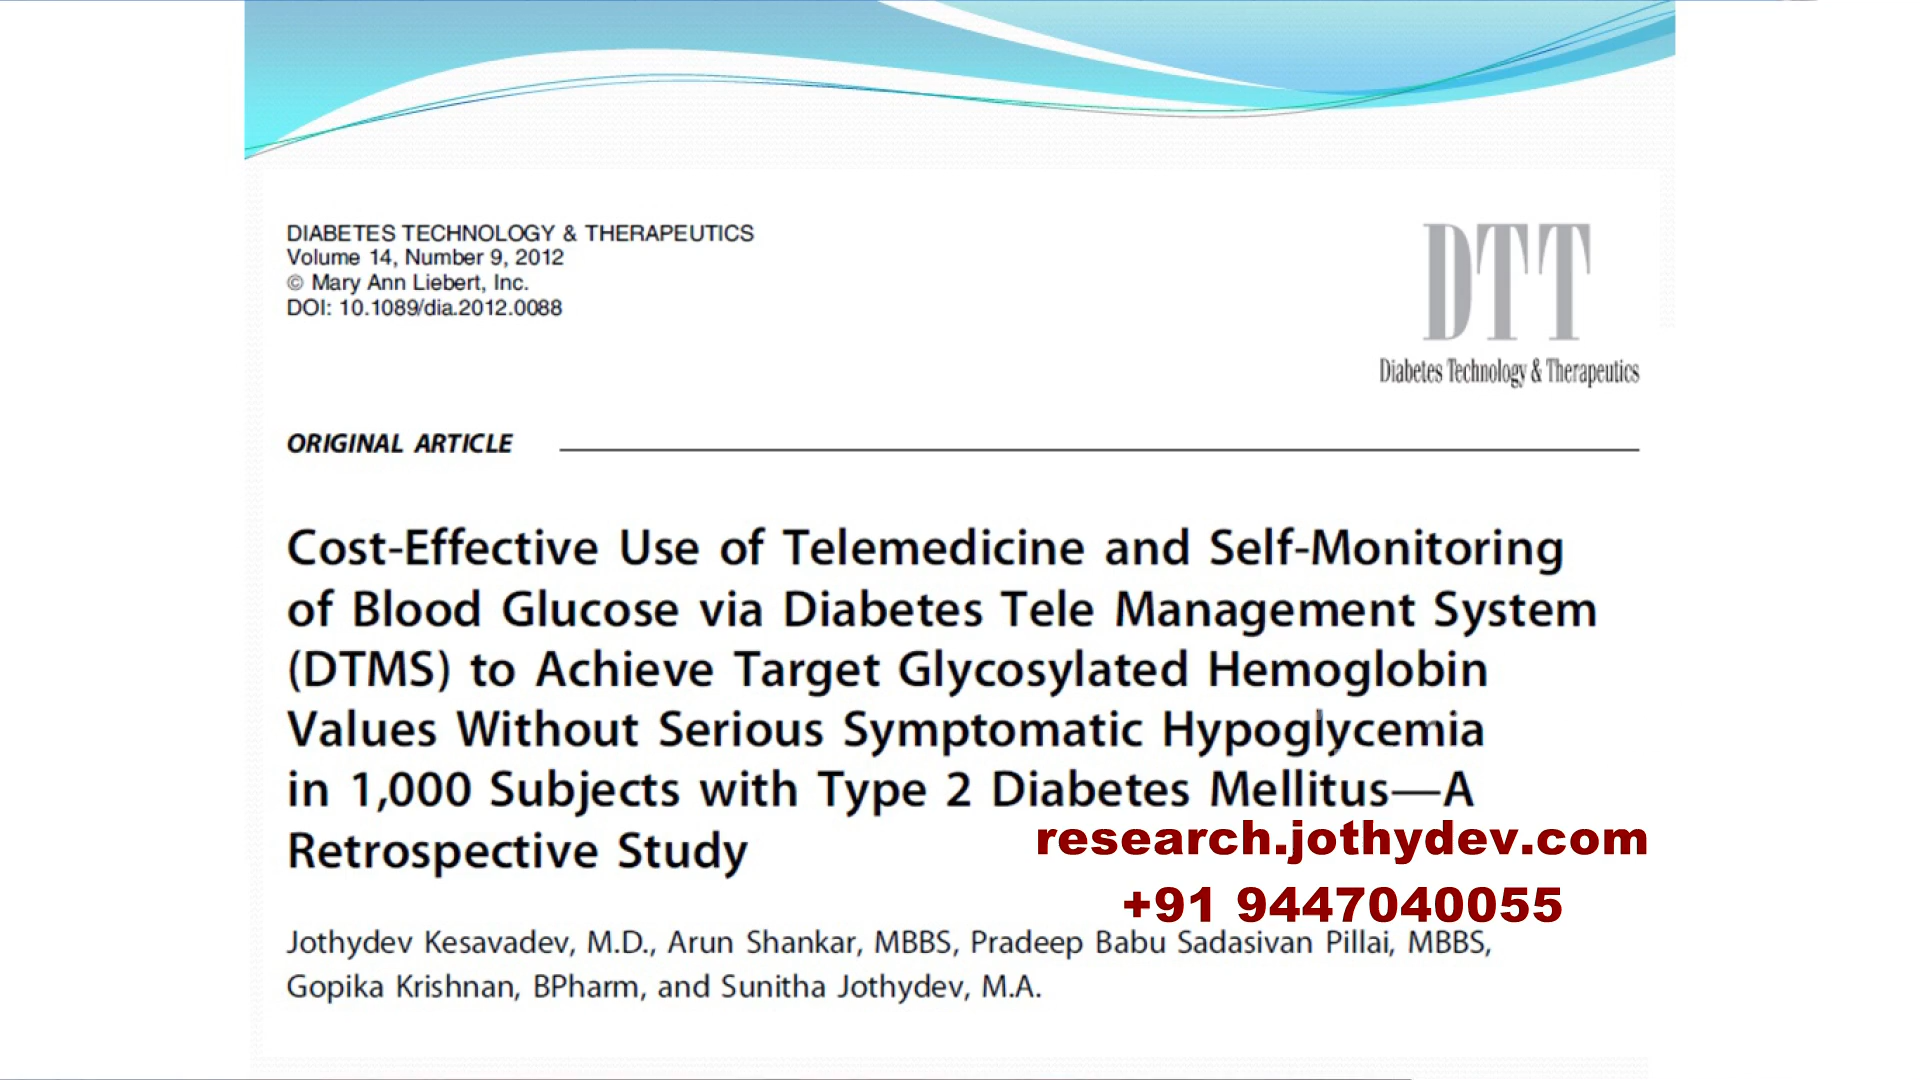 DIABETES TECHNOLOGY & THERAPEUTICS
Volume 14, Number 9, 2012
© Mary Ann Liebert, Inc.
DOI: 10.1089/dia.2012.0088
DTT
Diabetes Technology & Therapeutics
ORIGINAL ARTICLE
Cost-Effective Use of Telemedicine and Self-Monitoring
of Blood Glucose via Diabetes Tele Management System
(DTMS) to Achieve Target Glycosylated Hemoglobin
Values Without Serious Symptomatic Hypoglycemia
in 1,000 Subjects with Type 2 Diabetes Mellitus—A
Retrospective Study
research.jothydev.com
+91 9447040055
Jothydev Kesavadev, M.D., Arun Shankar, MBBS, Pradeep Babu Sadasivan Pillai, MBBS,
Gopika Krishnan, BPharm, and Sunitha Jothydev, M.A.